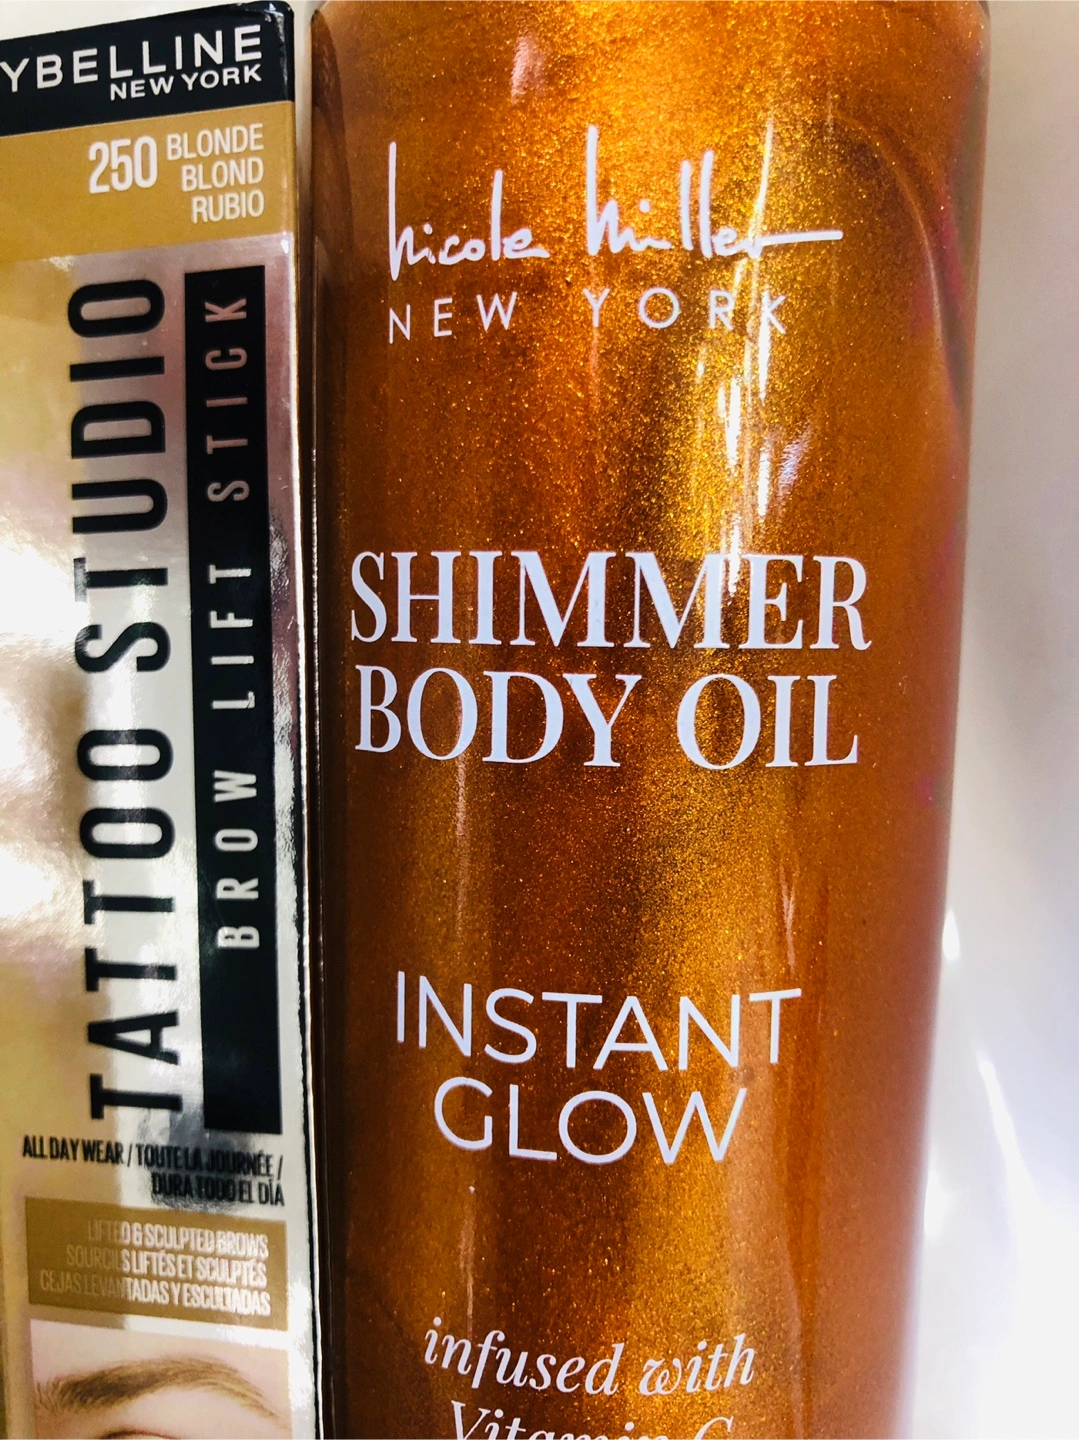 YBELLINE
NEW YORK
250 BLONDE
BLOND
RUBIO
TATTOO STUDIO
BROW LIFT STICK
ALL DAY WEAR / TOUTE LA JOURNÉE /
DURA TODO EL DÍA
LIFTED & SCULPTED BROWS
SOURCILS LIFTÉS ET SCULPTÉS
CEJAS LEVANTADAS Y ESCULTADAS
nicole miller
NEW YORK
SHIMMER
BODY OIL
INSTANT
GLOW
infused with
Vitamin C